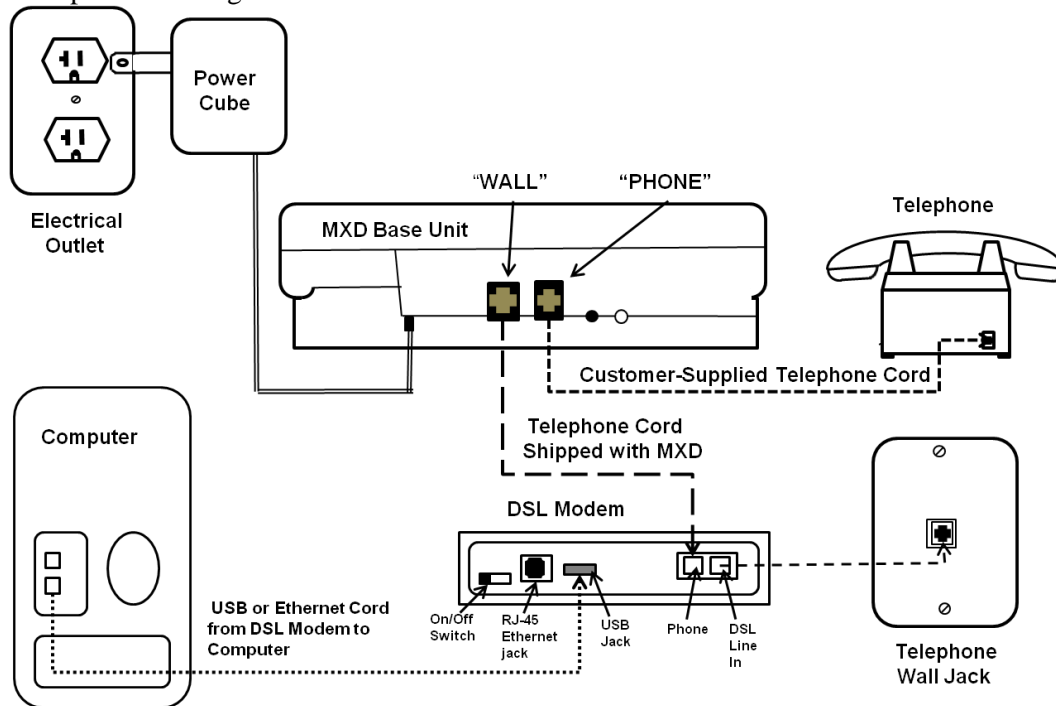 Power
Cube
Electrical
Outlet
"WALL"
"PHONE"
MXD Base Unit
Telephone
Customer-Supplied Telephone Cord
Computer
Telephone Cord
Shipped with MXD
DSL Modem
On/Off
Switch
RJ-45
Ethernet
jack
USB
Jack
Phone
DSL
Line
In
USB or Ethernet Cord
from DSL Modem to
Computer
Telephone
Wall Jack